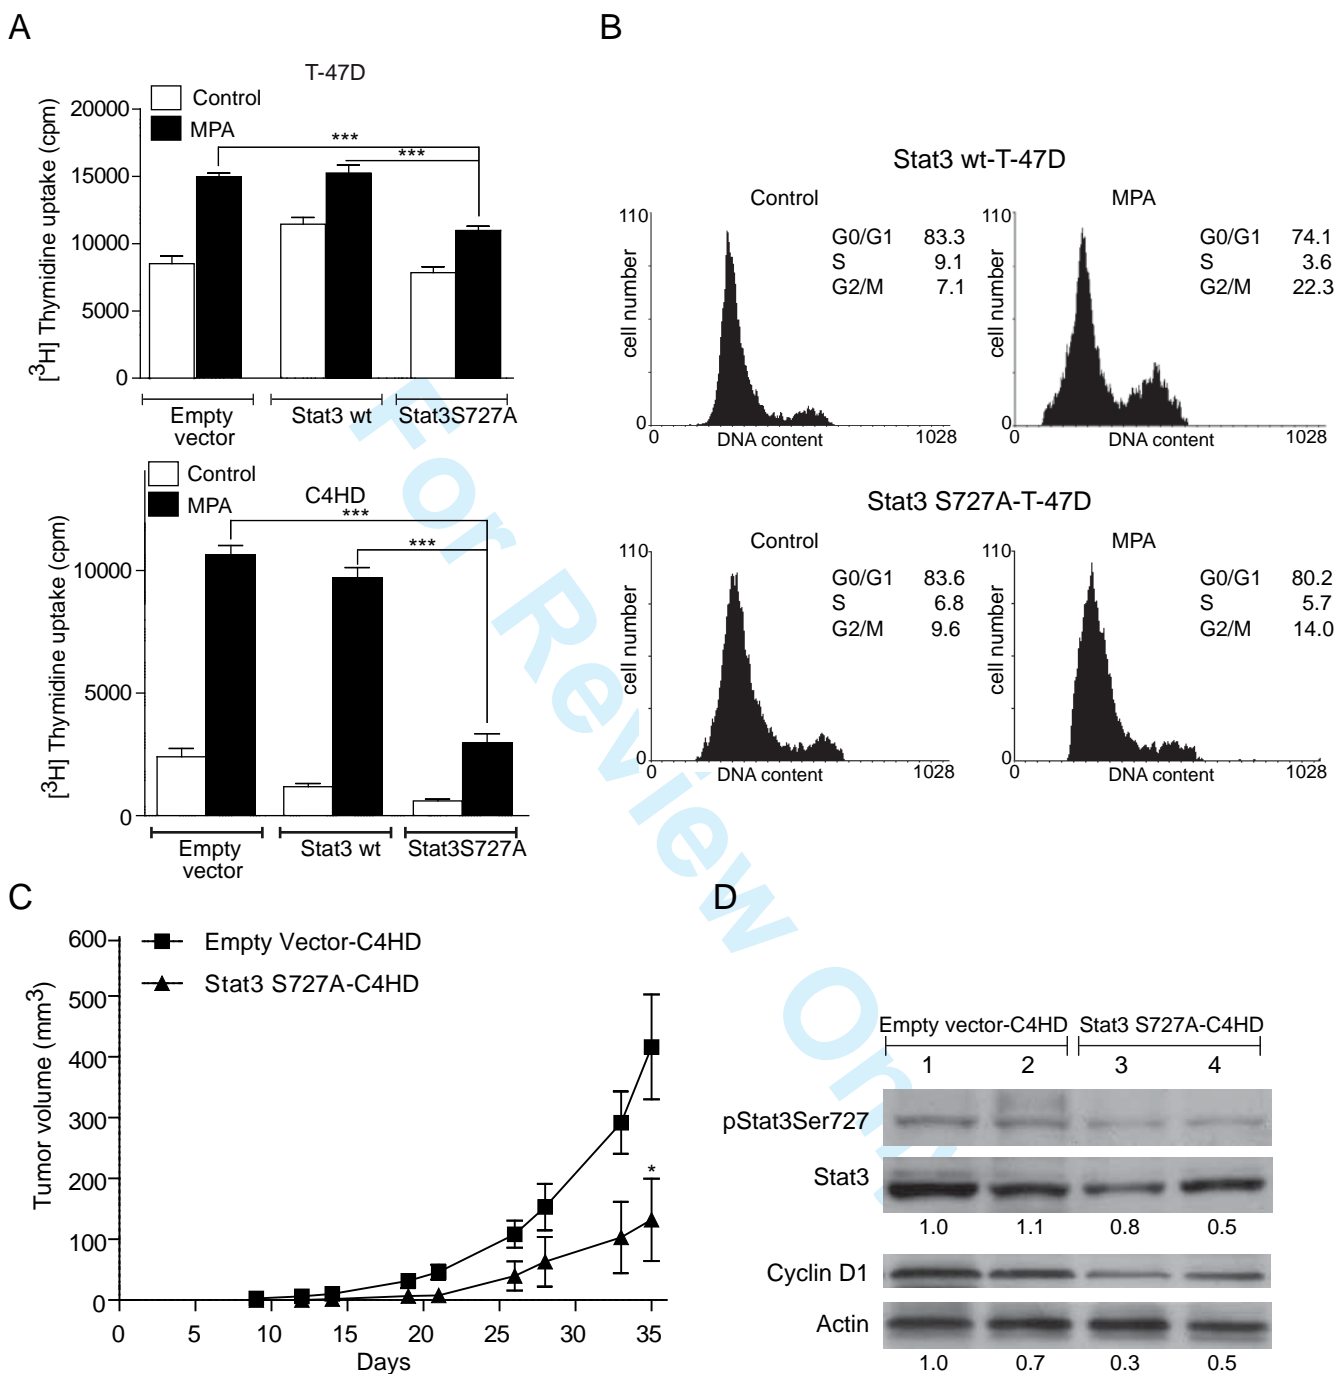 A
T-47D
Control
MPA
[3H] Thymidine uptake (cpm)
20000
15000
10000
5000
0
***
***
Empty vector
Stat3 wt
Stat3S727A
Control
MPA
C4HD
[3H] Thymidine uptake (cpm)
10000
5000
0
***
***
Empty vector
Stat3 wt
Stat3S727A
B
Stat3 wt-T-47D
Control
110
cell number
0
0
DNA content
1028
G0/G1 83.3
S 9.1
G2/M 7.1
MPA
110
cell number
0
0
DNA content
1028
G0/G1 74.1
S 3.6
G2/M 22.3
Stat3 S727A-T-47D
Control
110
cell number
0
0
DNA content
1028
G0/G1 83.6
S 6.8
G2/M 9.6
MPA
110
cell number
0
0
DNA content
1028
G0/G1 80.2
S 5.7
G2/M 14.0
C
Empty Vector-C4HD
Stat3 S727A-C4HD
Tumor volume (mm3)
600
500
400
300
200
100
0
*
0 5 10 15 20 25 30 35
Days
D
Empty vector-C4HD Stat3 S727A-C4HD
1 2 3 4
pStat3Ser727
Stat3
1.0 1.1 0.8 0.5
Cyclin D1
Actin
1.0 0.7 0.3 0.5
For Review Only